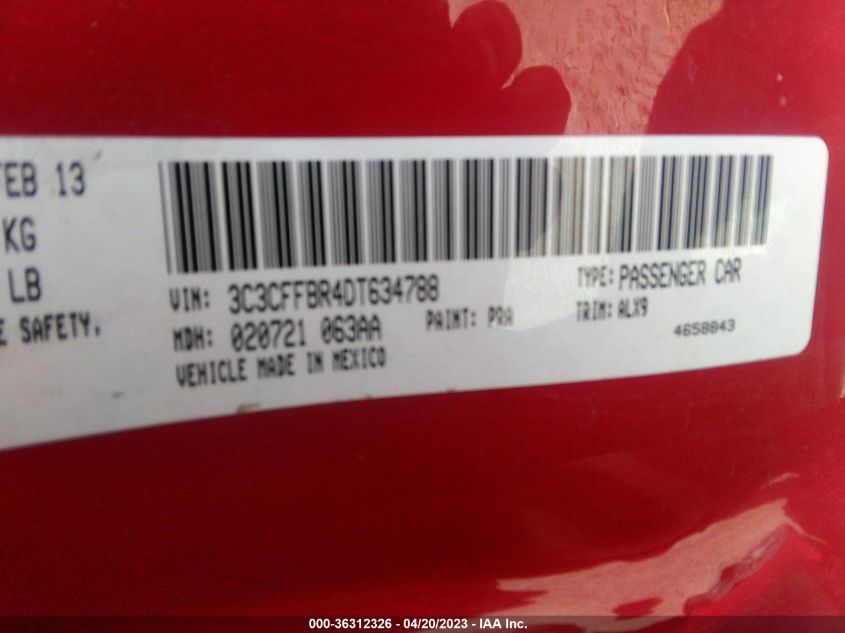 FEB 13
KG
LB
E SAFETY.
VIN: 3C3CFFBR4DT634788
TYPE: PASSENGER CAR
MDH: 020721 063AA
PAINT: PRA
TRIM: ALX9
VEHICLE MADE IN MEXICO
4658843
000-36312326 - 04/20/2023 - IAA Inc.